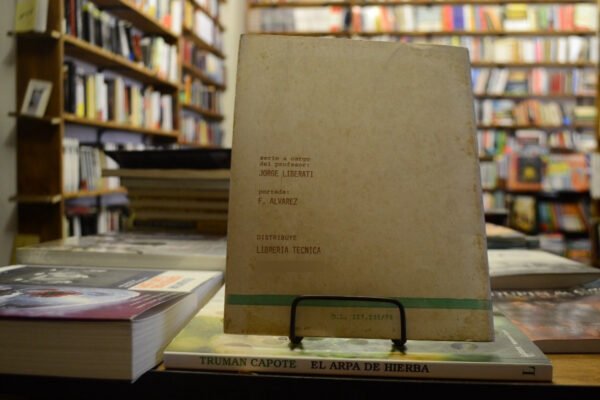 serie a cargo
del profesor:
JORGE LIBERATI
portada:
F. ALVAREZ
DISTRIBUYE
LIBRERIA TECNICA
D.L.
TRUMAN CAPOTE EL ARPA DE HIERBA